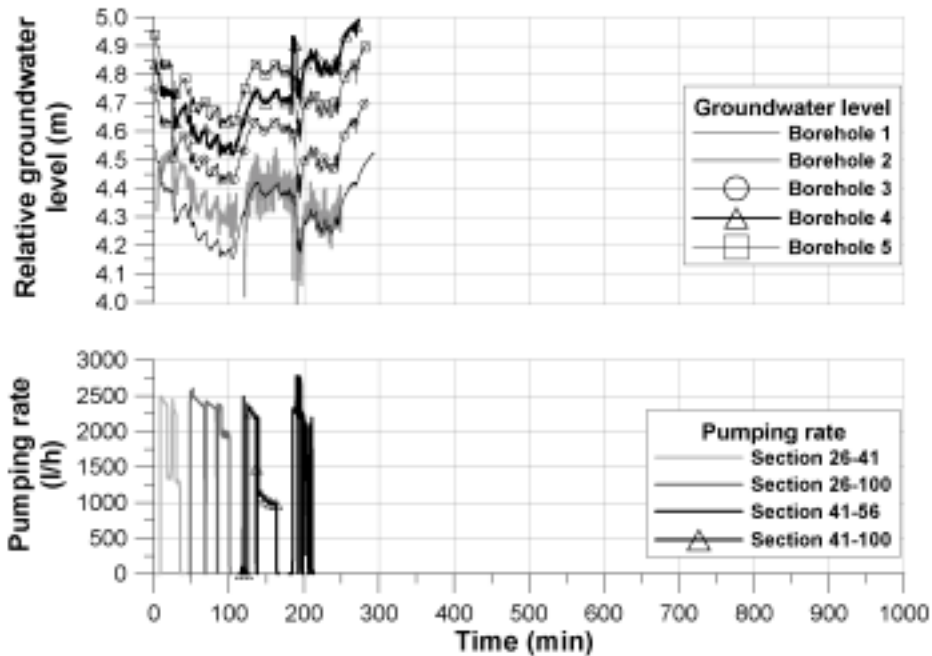 Relative groundwater
level (m)
5.0
4.9
4.8
4.7
4.6
4.5
4.4
4.3
4.2
4.1
4.0
Groundwater level
Borehole 1
Borehole 2
Borehole 3
Borehole 4
Borehole 5
Pumping rate
(l/h)
3000
2500
2000
1500
1000
500
0
Pumping rate
Section 26-41
Section 26-100
Section 41-56
Section 41-100
0 100 200 300 400 500 600 700 800 900 1000
Time (min)